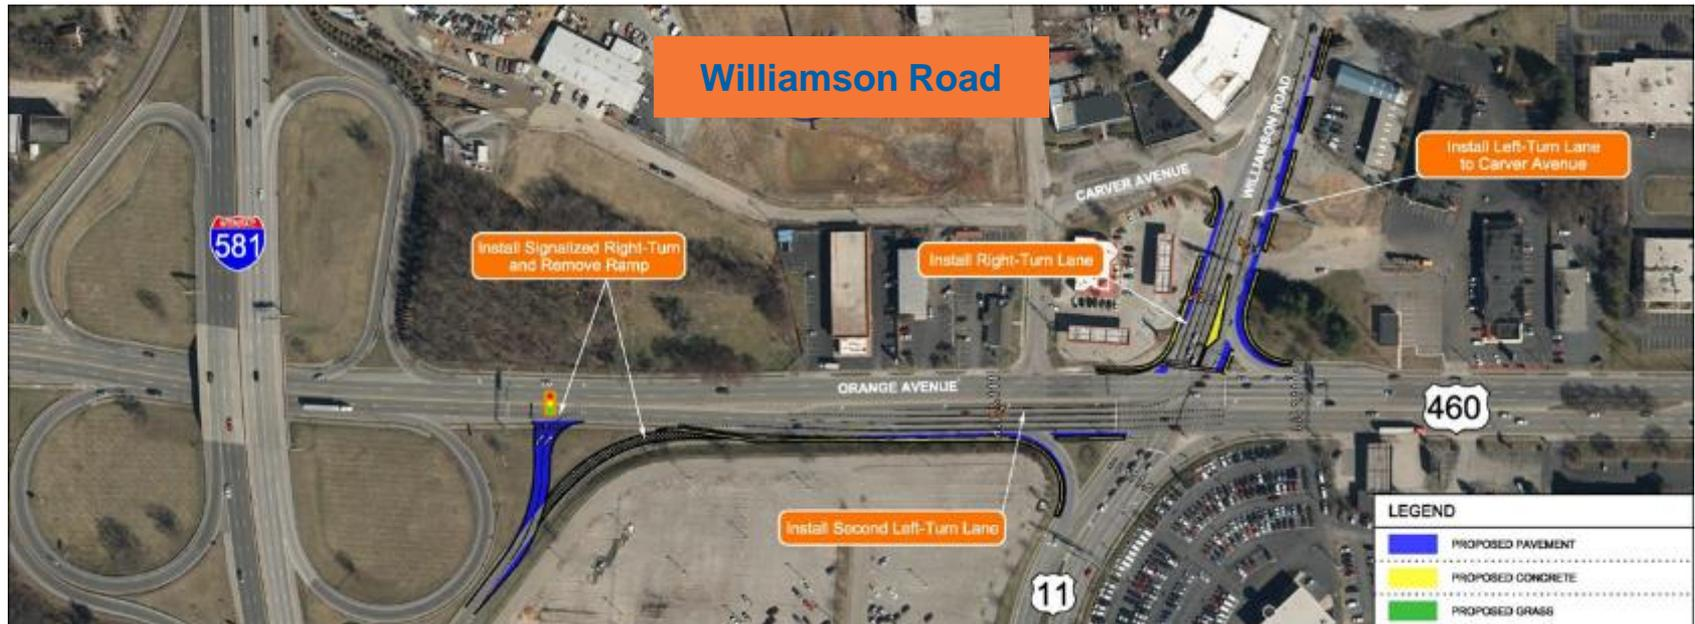 Williamson Road
WILLIAMSON ROAD
Install Left-Turn Lane
to Carver Avenue
CARVER AVENUE
581
Install Signalized Right-Turn
and Remove Ramp
Install Right-Turn Lane
ORANGE AVENUE
460
Install Second Left-Turn Lane
11
LEGEND
PROPOSED PAVEMENT
PROPOSED CONCRETE
PROPOSED GRASS